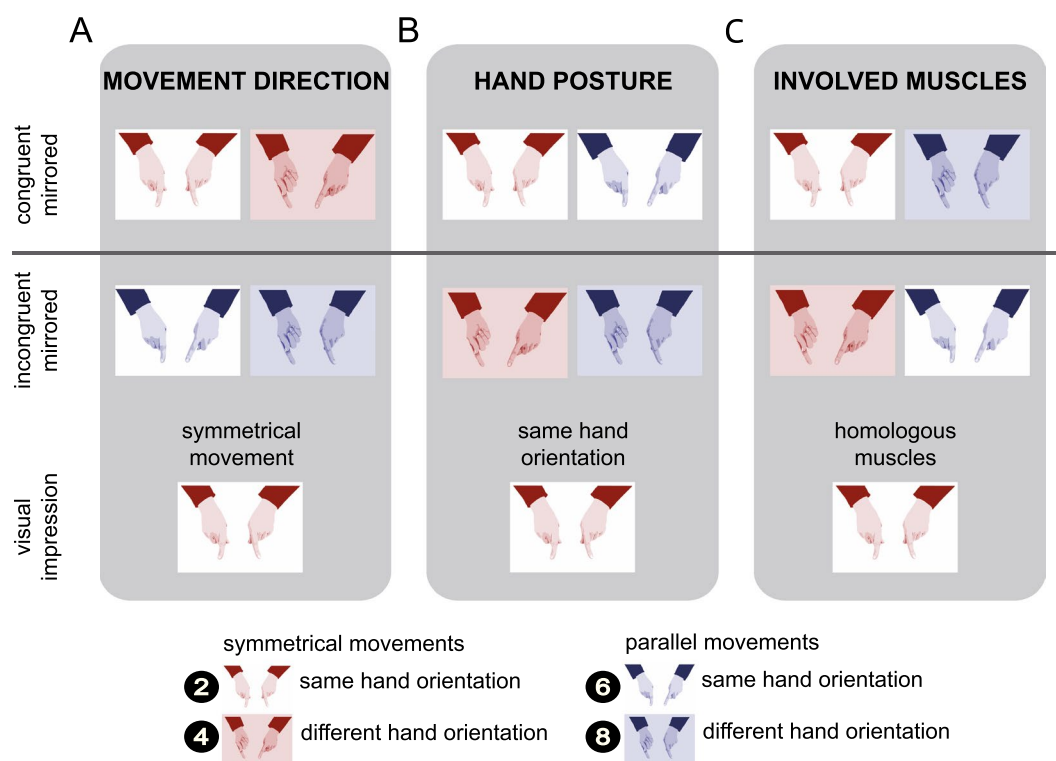 A
B
C
MOVEMENT DIRECTION
HAND POSTURE
INVOLVED MUSCLES
congruent
mirrored
incongruent
mirrored
symmetrical
movement
same hand
orientation
homologous
muscles
visual
impression
symmetrical movements
2 same hand orientation
4 different hand orientation
parallel movements
6 same hand orientation
8 different hand orientation